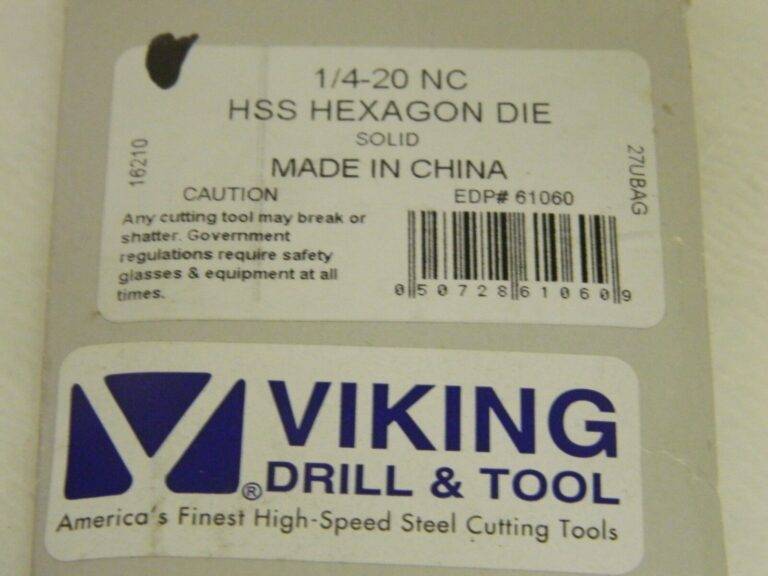 1/4-20 NC
HSS HEXAGON DIE
SOLID
MADE IN CHINA
16210
27UBAG
CAUTION
Any cutting tool may break or
shatter. Government
regulations require safety
glasses & equipment at all
times.
EDP# 61060
0 50728 61060 9
VIKING
DRILL & TOOL
®
America's Finest High-Speed Steel Cutting Tools